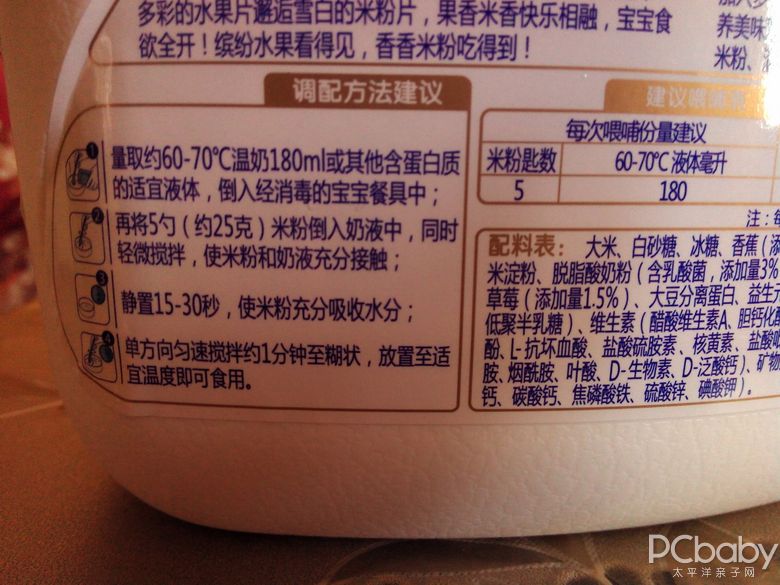 多彩的水果片邂逅雪白的米粉片，果香米香快乐相融，宝宝食
欲全开！缤纷水果看得见，香香米粉吃得到！
养美味
米粉、
调配方法建议
1
量取约60-70℃温奶180ml或其他含蛋白质
的适宜液体，倒入经消毒的宝宝餐具中；
2
再将5勺（约25克）米粉倒入奶液中，同时
轻微搅拌，使米粉和奶液充分接触；
3
静置15-30秒，使米粉充分吸收水分；
4
单方向匀速搅拌约1分钟至糊状，放置至适
宜温度即可食用。
建议喂
每次喂哺份量建议
米粉匙数 60-70℃ 液体毫升
5 180
注：
配料表： 大米、白砂糖、冰糖、香蕉（添
米淀粉、脱脂酸奶粉（含乳酸菌，添加量3%
草莓（添加量1.5%）、大豆分离蛋白、益生元
低聚半乳糖）、维生素（醋酸维生素A、胆钙化醇
酚、L-抗坏血酸、盐酸硫胺素、核黄素、盐酸吡
胺、烟酰胺、叶酸、D-生物素、D-泛酸钙）、矿物
钙、碳酸钙、焦磷酸铁、硫酸锌、碘酸钾）。
PCbaby
太平洋亲子网